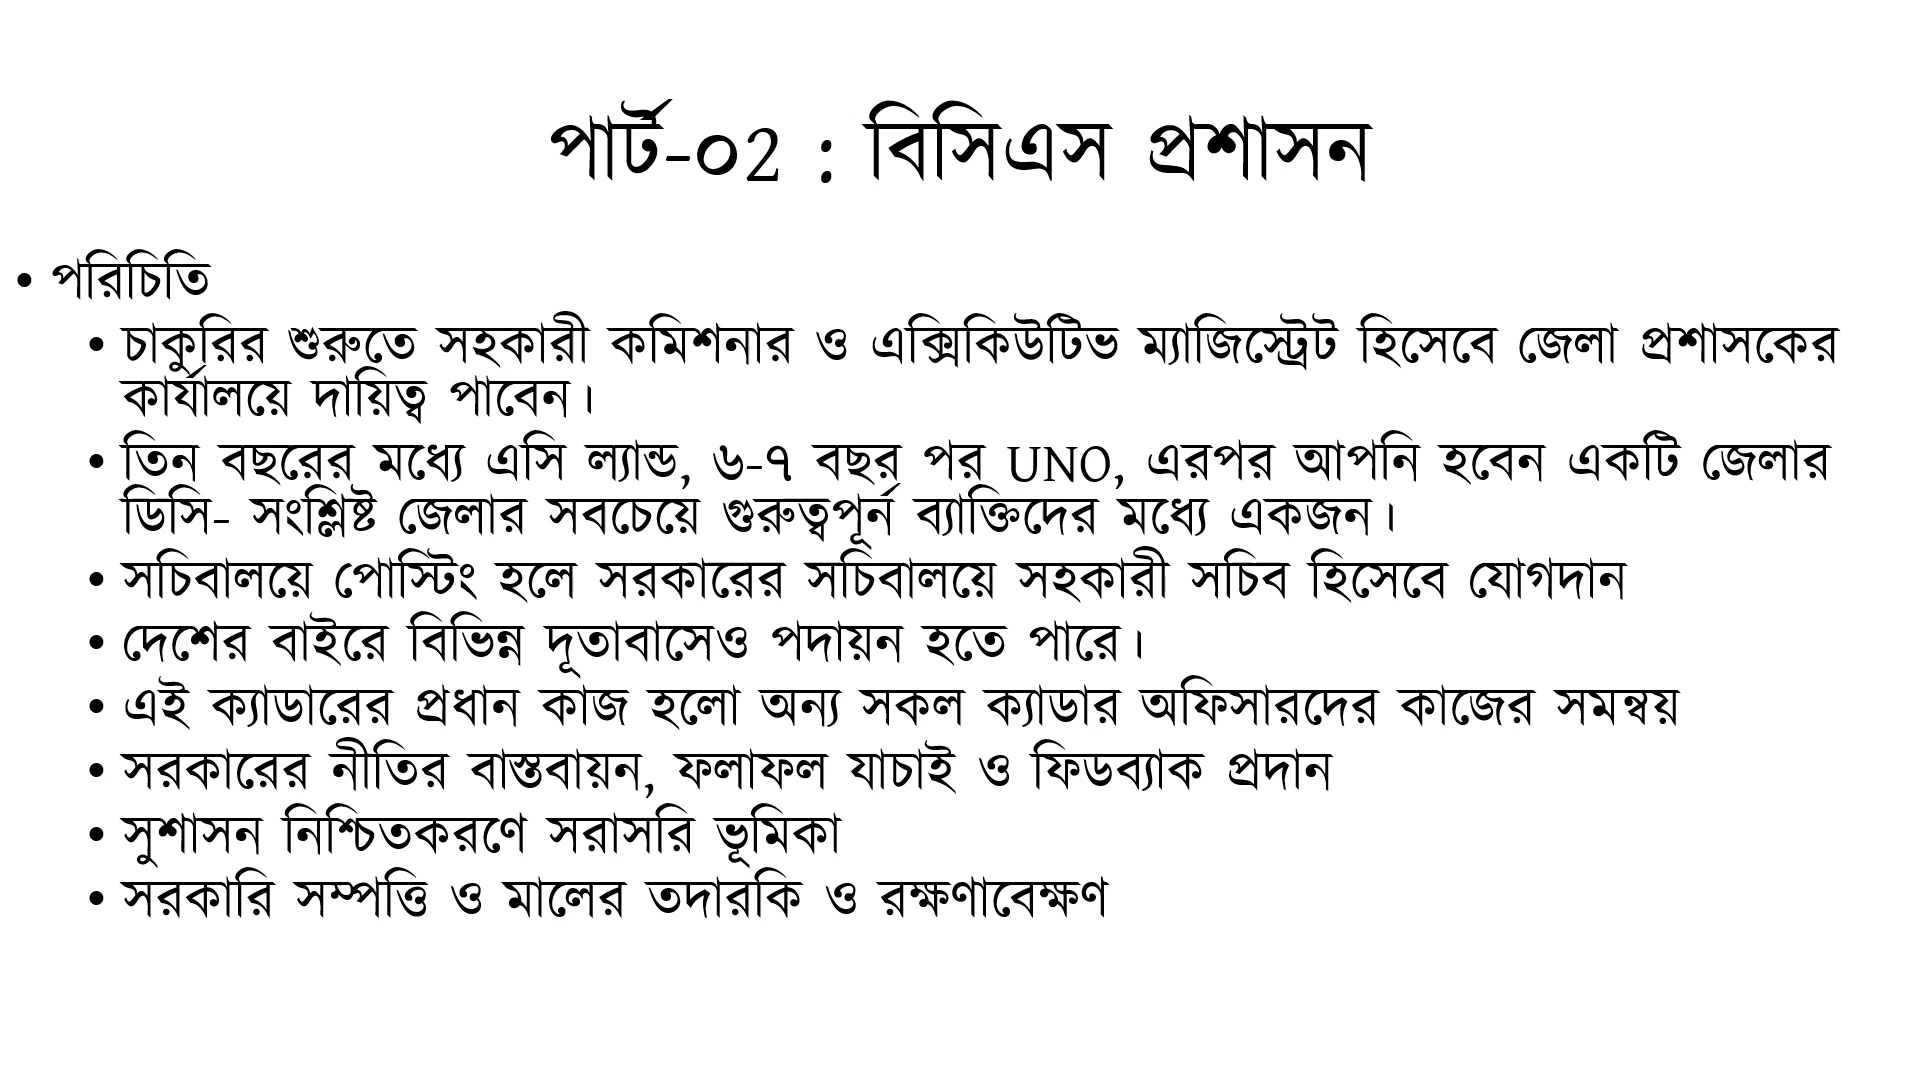 পার্ট-০2 : বিসিএস প্রশাসন
• পরিচিতি
• চাকুরির শুরুতে সহকারী কমিশনার ও এক্সিকিউটিভ ম্যাজিস্ট্রেট হিসেবে জেলা প্রশাসকের
কার্যালয়ে দায়িত্ব পাবেন।
• তিন বছরের মধ্যে এসি ল্যান্ড, ৬-৭ বছর পর UNO, এরপর আপনি হবেন একটি জেলার
ডিসি- সংশ্লিষ্ট জেলার সবচেয়ে গুরুত্বপূর্ন ব্যাক্তিদের মধ্যে একজন।
• সচিবালয়ে পোস্টিং হলে সরকারের সচিবালয়ে সহকারী সচিব হিসেবে যোগদান
• দেশের বাইরে বিভিন্ন দূতাবাসেও পদায়ন হতে পারে।
• এই ক্যাডারের প্রধান কাজ হলো অন্য সকল ক্যাডার অফিসারদের কাজের সমন্বয়
• সরকারের নীতির বাস্তবায়ন, ফলাফল যাচাই ও ফিডব্যাক প্রদান
• সুশাসন নিশ্চিতকরণে সরাসরি ভূমিকা
• সরকারি সম্পত্তি ও মালের তদারকি ও রক্ষণাবেক্ষণ